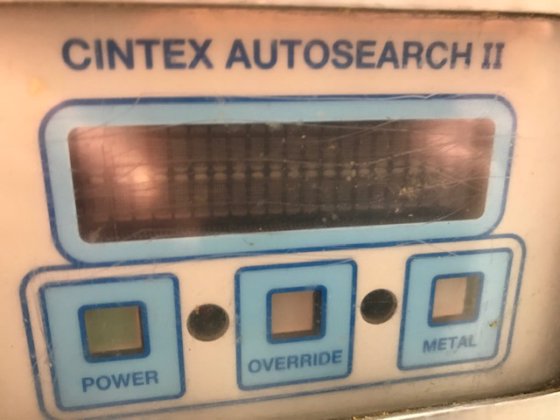 CINTEX AUTOSEARCH II
POWER
OVERRIDE
METAL